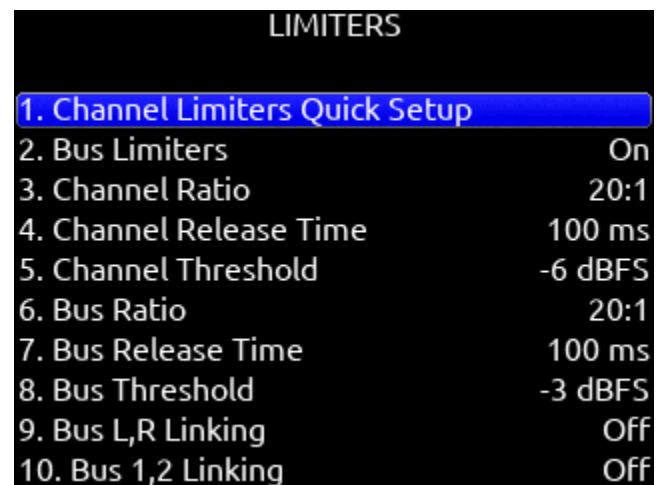 LIMITERS
1. Channel Limiters Quick Setup
2. Bus Limiters On
3. Channel Ratio 20:1
4. Channel Release Time 100 ms
5. Channel Threshold -6 dBFS
6. Bus Ratio 20:1
7. Bus Release Time 100 ms
8. Bus Threshold -3 dBFS
9. Bus L,R Linking Off
10. Bus 1,2 Linking Off